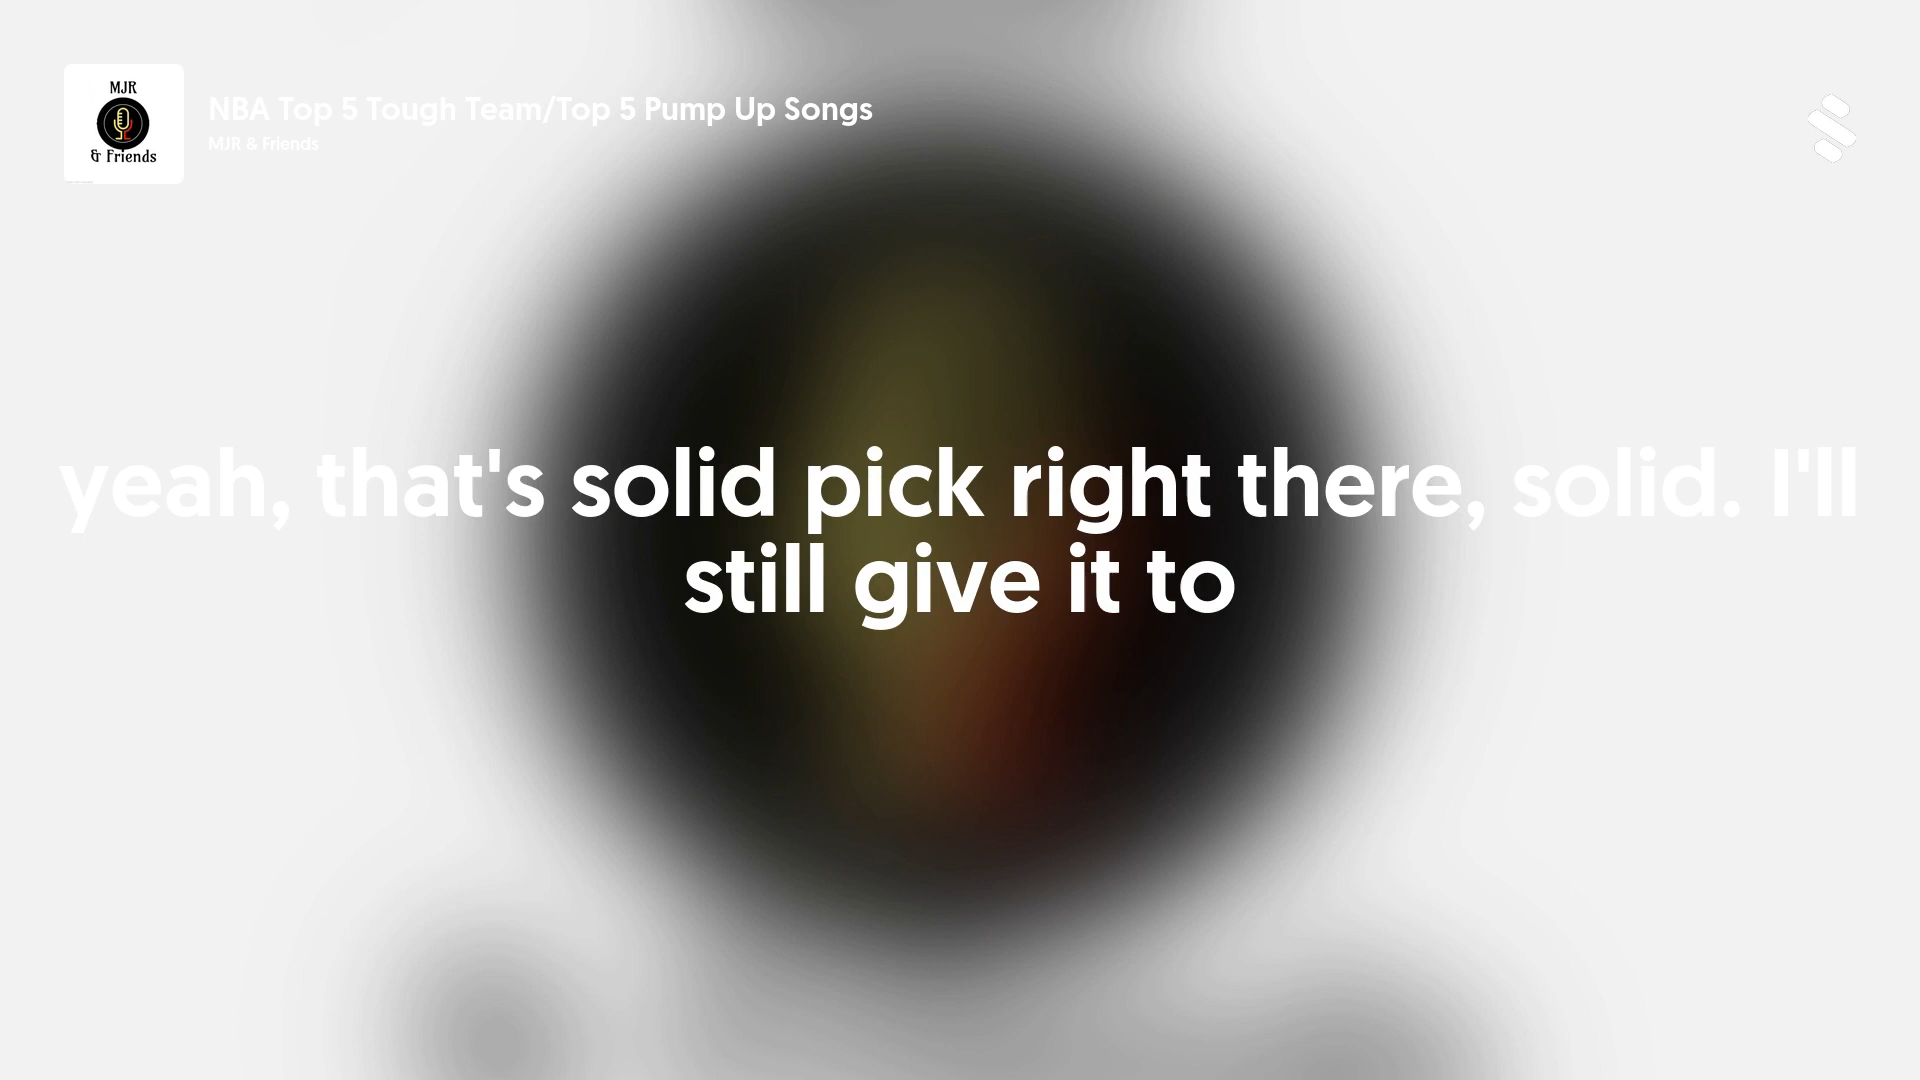 MJR
& Friends
NBA Top 5 Tough Team/Top 5 Pump Up Songs
MJR & Friends
yeah, that's solid pick right there, solid. I'll
still give it to